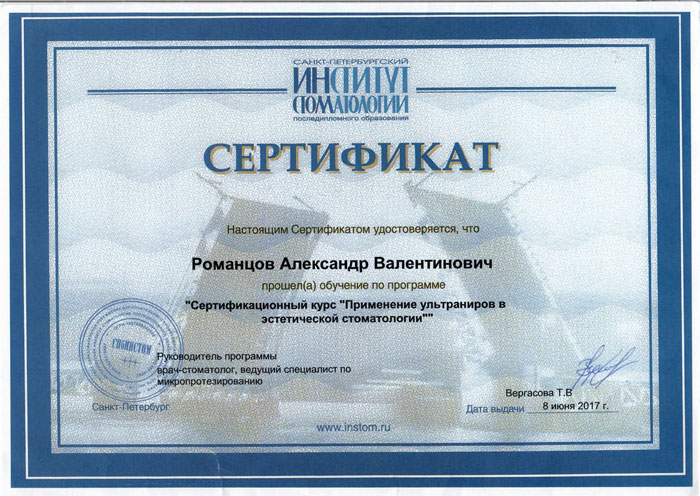 САНКТ-ПЕТЕРБУРГСКИЙ
ИНСТИТУТ
СТОМАТОЛОГИИ
последипломного образования
СЕРТИФИКАТ
Настоящим Сертификатом удостоверяется, что
Романцов Александр Валентинович
прошел(а) обучение по программе
"Сертификационный курс "Применение ультраниров в
эстетической стоматологии""
СПбИНСТОМ
Руководитель программы
врач-стоматолог, ведущий специалист по
микропротезированию
Вергасова Т.В
Санкт-Петербург
Дата выдачи 8 июня 2017 г.
www.instom.ru